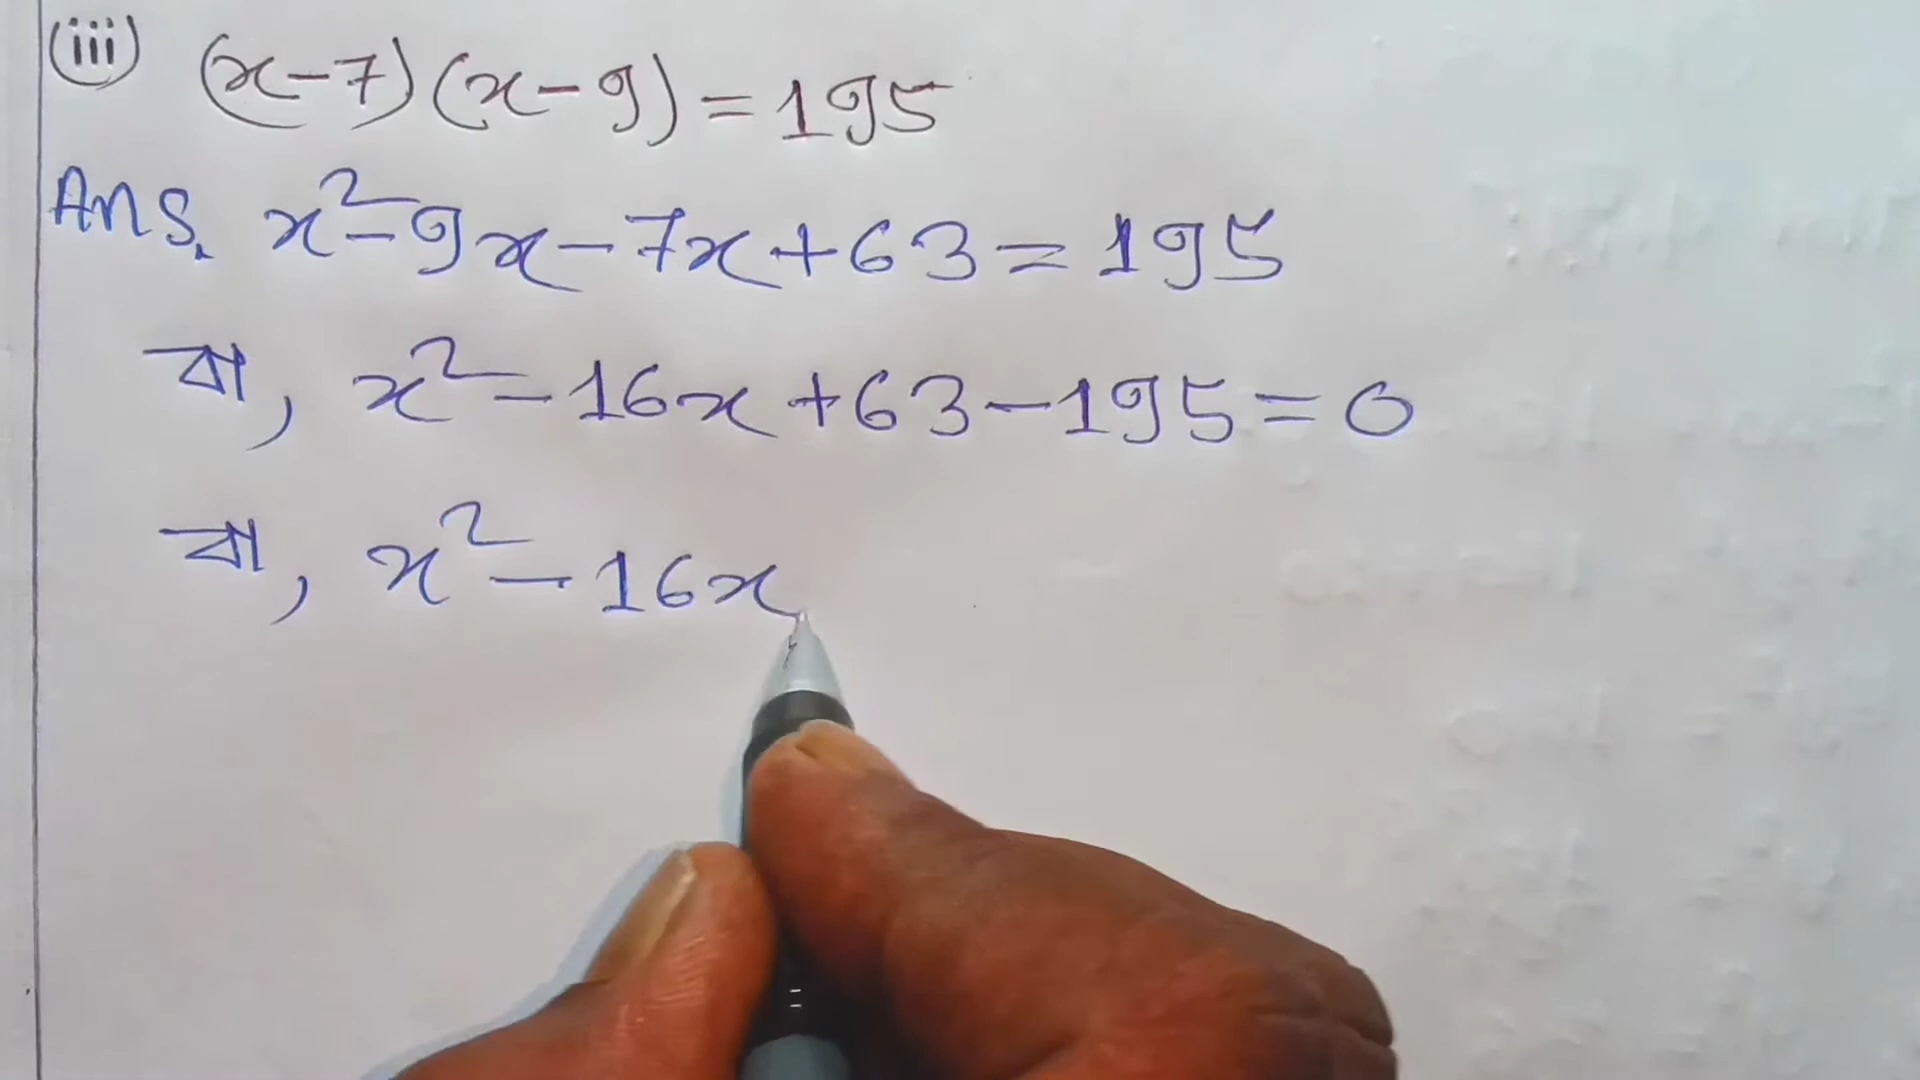 (iii) (x-7)(x-9)=195
Ans. x²-9x-7x+63=195
বা, x²-16x+63-195=0
বা, x²-16x